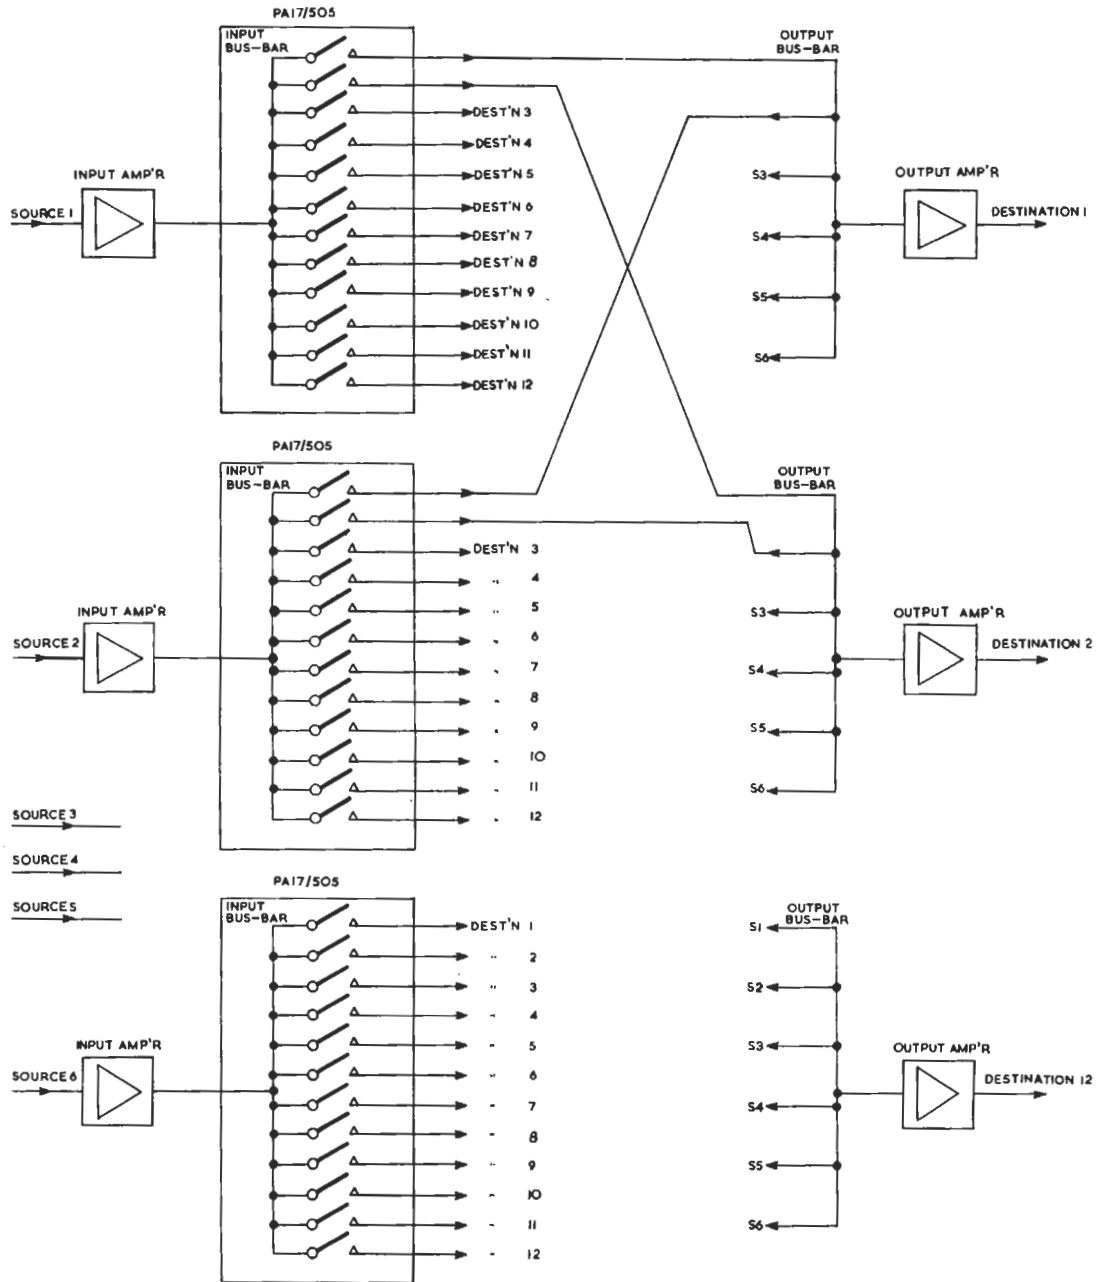 PA17/505
INPUT
BUS-BAR
OUTPUT
BUS-BAR
DEST'N 3
DEST'N 4
DEST'N 5
DEST'N 6
DEST'N 7
DEST'N 8
DEST'N 9
DEST'N 10
DEST'N 11
DEST'N 12
INPUT AMP'R
SOURCE 1
S3
S4
S5
S6
OUTPUT AMP'R
DESTINATION 1
PA17/505
INPUT
BUS-BAR
OUTPUT
BUS-BAR
DEST'N 3
" 4
" 5
" 6
" 7
" 8
" 9
" 10
" 11
" 12
INPUT AMP'R
SOURCE 2
S3
S4
S5
S6
OUTPUT AMP'R
DESTINATION 2
SOURCE 3
SOURCE 4
SOURCE 5
PA17/505
INPUT
BUS-BAR
OUTPUT
BUS-BAR
DEST'N 1
" 2
" 3
" 4
" 5
" 6
" 7
" 8
" 9
" 10
" 11
" 12
INPUT AMP'R
SOURCE 6
S1
S2
S3
S4
S5
S6
OUTPUT AMP'R
DESTINATION 12